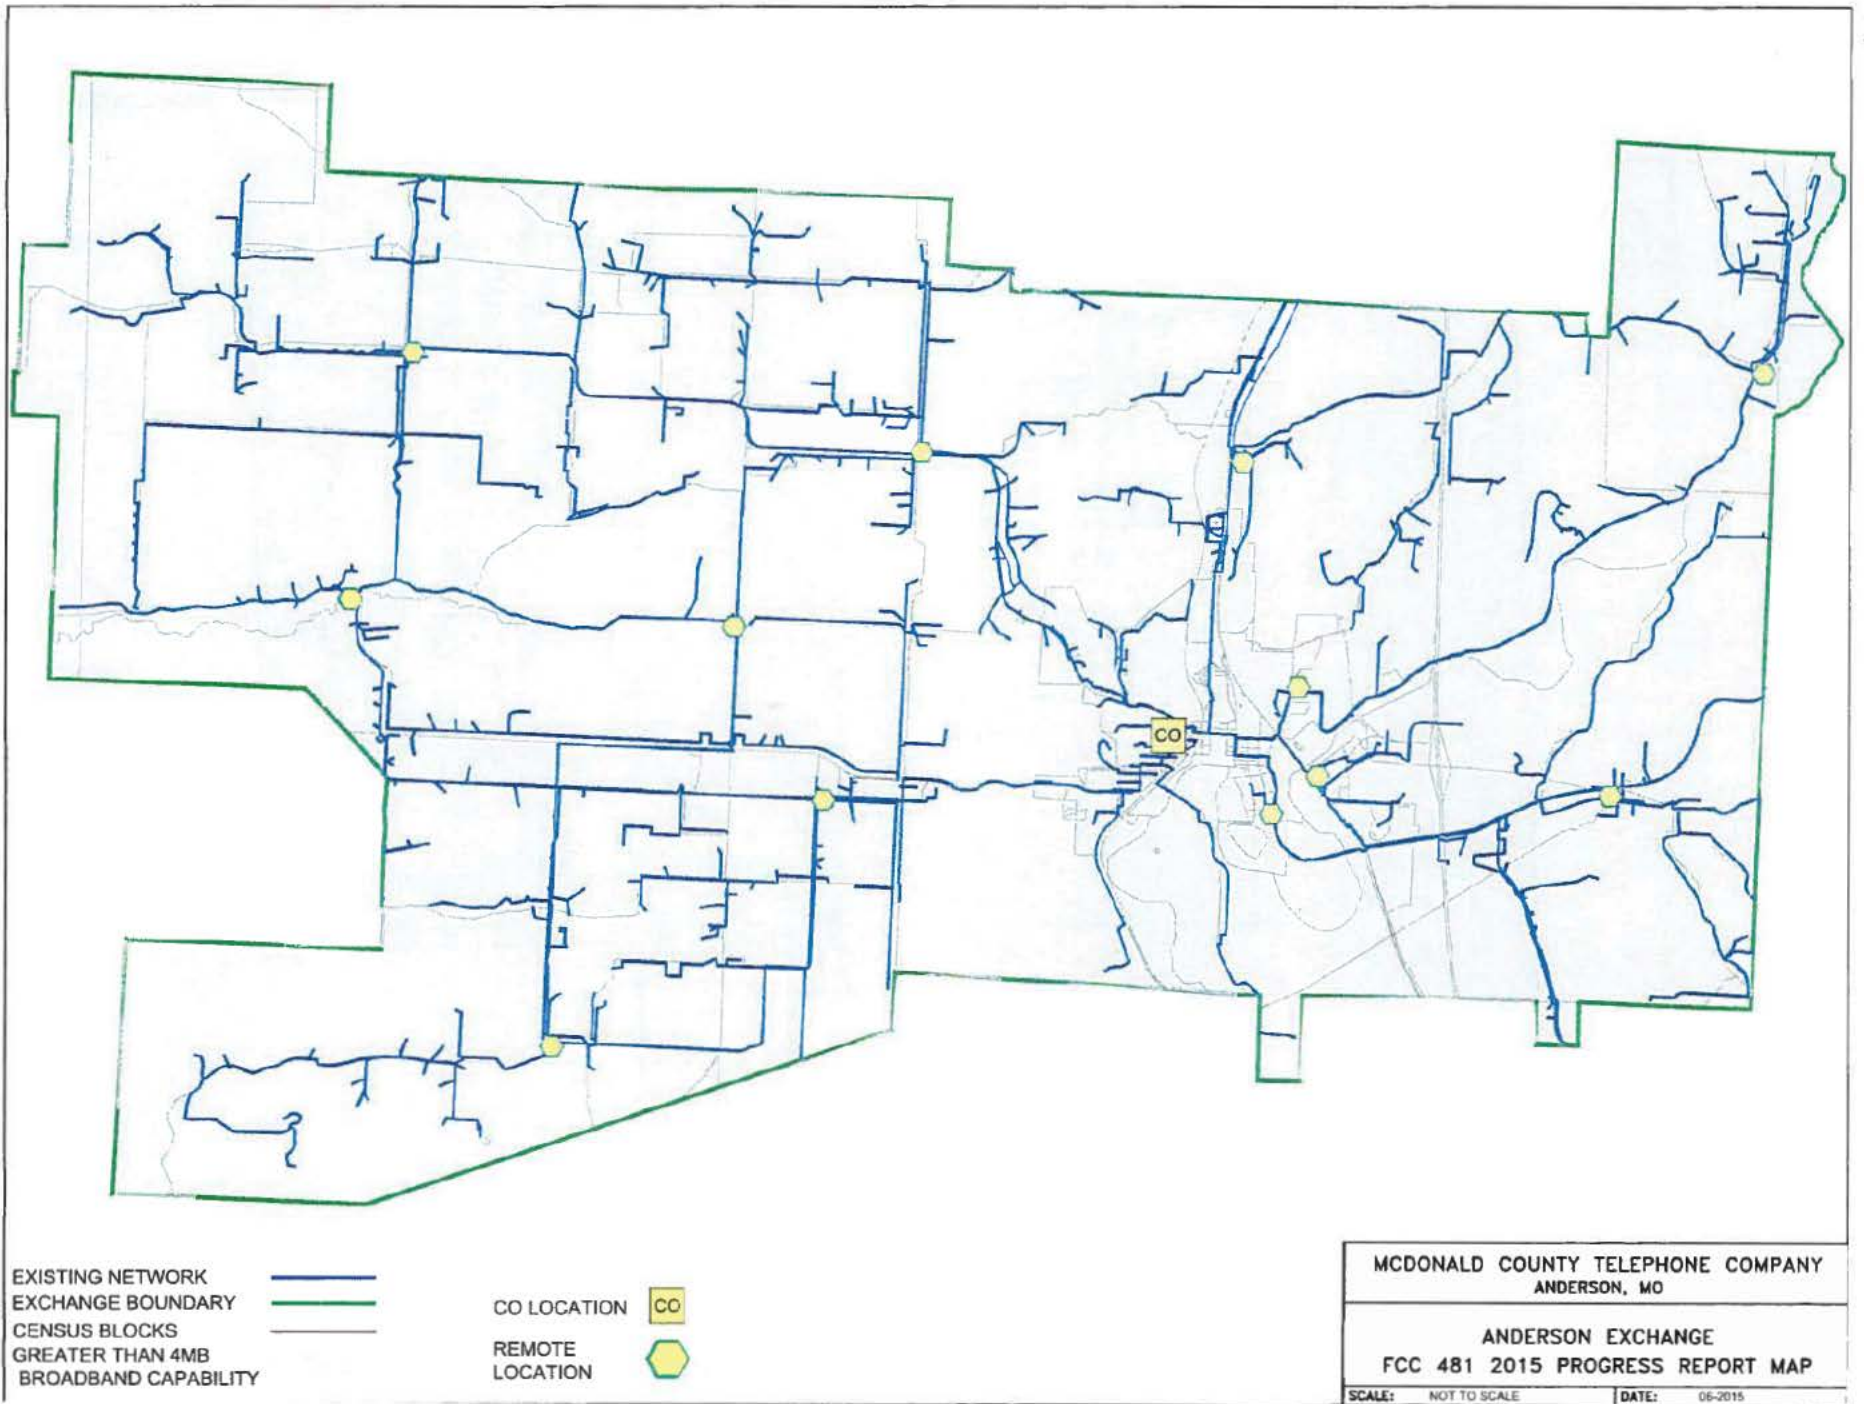 CO
EXISTING NETWORK
EXCHANGE BOUNDARY
CENSUS BLOCKS
GREATER THAN 4MB
BROADBAND CAPABILITY
CO LOCATION
CO
REMOTE
LOCATION
MCDONALD COUNTY TELEPHONE COMPANY
ANDERSON, MO
ANDERSON EXCHANGE
FCC 481 2015 PROGRESS REPORT MAP
SCALE: NOT TO SCALE
DATE: 06-2015